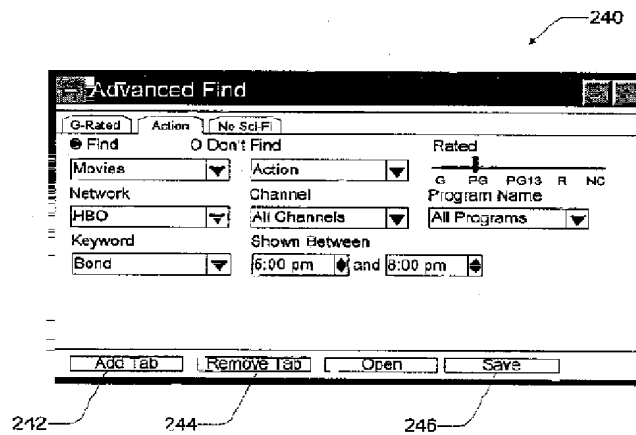 240
Advanced Find
G-Rated Action No Sci-Fi
Find Don't Find Rated
Movies Action
G PG PG13 R NC
Network Channel Program Name
HBO All Channels All Programs
Keyword Shown Between
Bond 6:00 pm and 8:00 pm
Add Tab Remove Tab Open Save
242 244 246